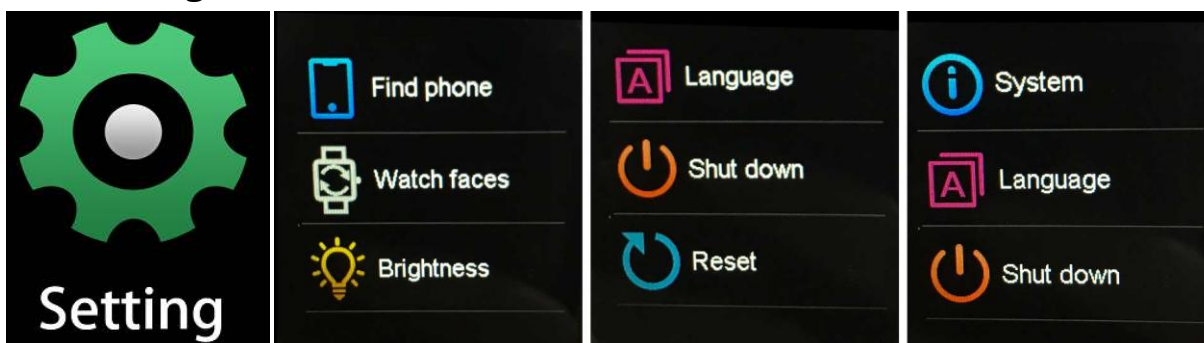 Setting
Find phone
Watch faces
Brightness
Language
Shut down
Reset
System
Language
Shut down